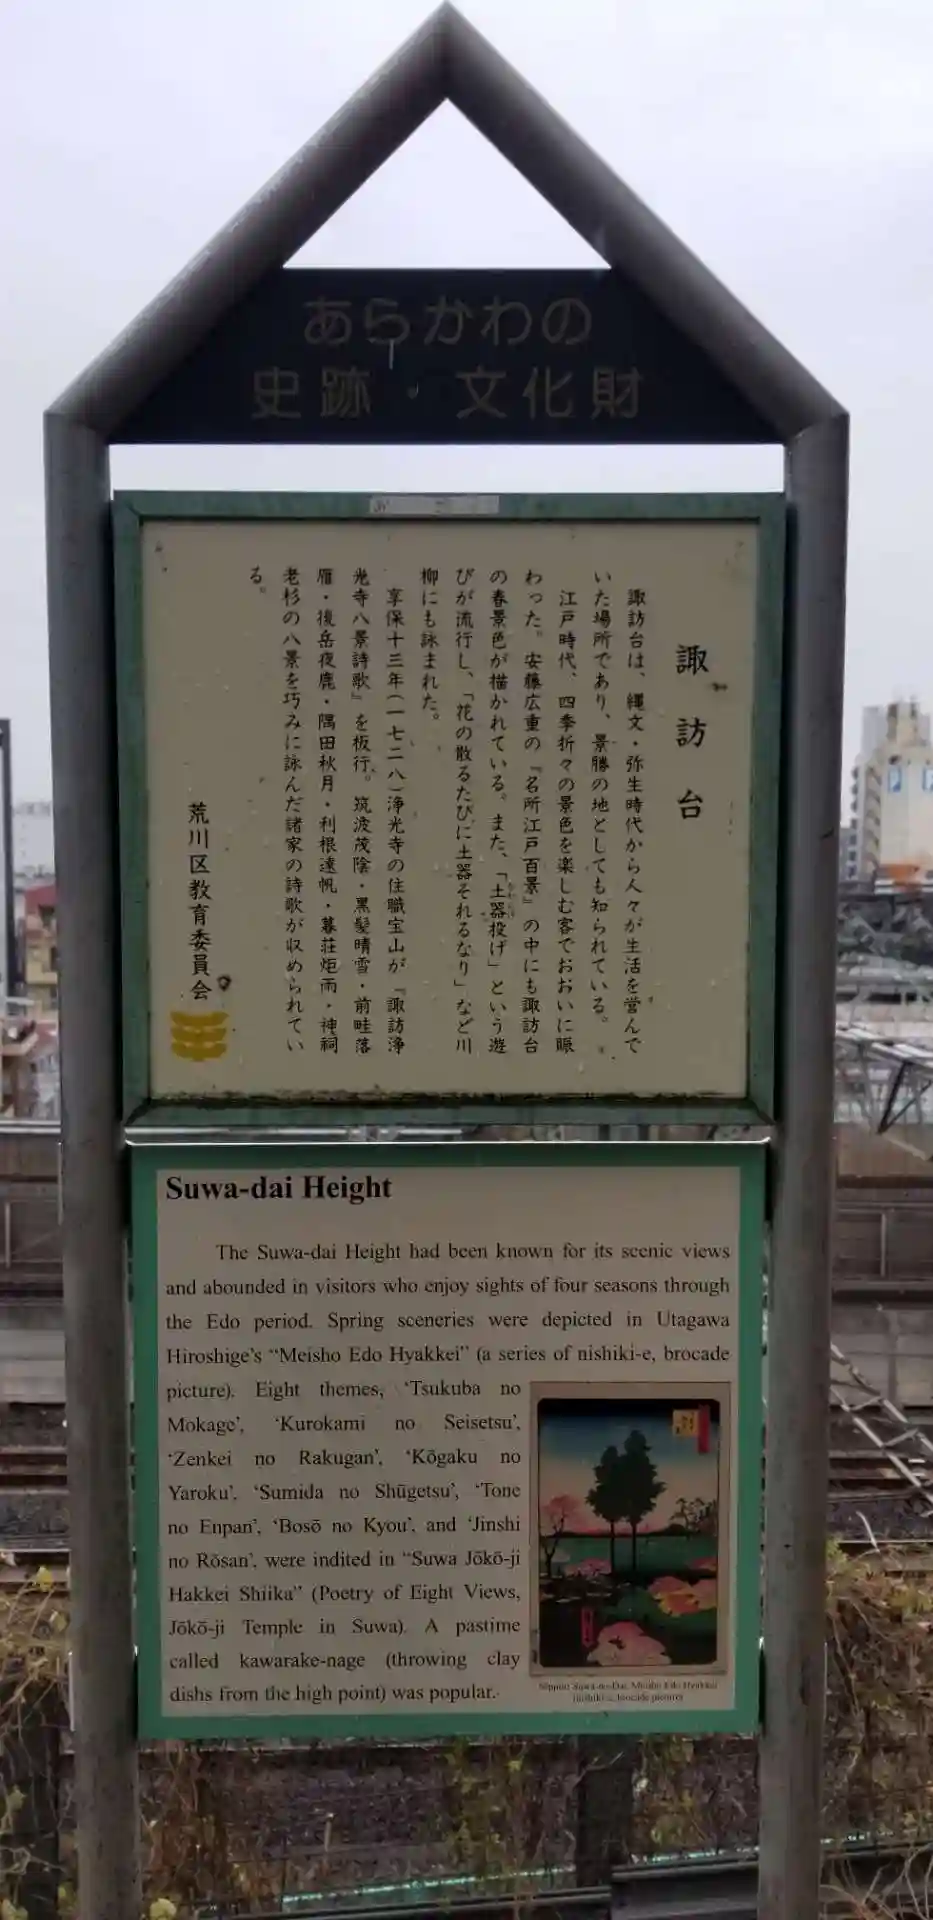 あらかわの
史跡・文化財
諏訪台
諏訪台は、縄文・弥生時代から人々が生活を営んで
いた場所であり、景勝の地としても知られている。
江戸時代、四季折々の景色を楽しむ客でおおいに賑
わった。安藤広重の『名所江戸百景』の中にも諏訪台
の春景色が描かれている。また、「土器投げ」という遊
びが流行し、「花の散るたびに土器それるなり」など川
柳にも詠まれた。
享保十三年(一七二八)浄光寺の住職宝山が『諏訪浄
光寺八景詩歌』を板行。筑波茂陰・黒髪晴雪・前畦落
雁・後岳夜鹿・隅田秋月・利根遠帆・暮荘烟雨・神祠
老杉の八景を巧みに詠んだ諸家の詩歌が収められてい
る。
荒川区教育委員会
Suwa-dai Height
The Suwa-dai Height had been known for its scenic views
and abounded in visitors who enjoy sights of four seasons through
the Edo period. Spring sceneries were depicted in Utagawa
Hiroshige's “Meisho Edo Hyakkei” (a series of nishiki-e, brocade
picture). Eight themes, ‘Tsukuba no
Mokage’, ‘Kurokami no Seisetsu’,
‘Zenkei no Rakugan’, ‘Kōgaku no
Yaroku’, ‘Sumida no Shūgetsu’, ‘Tone
no Enpan’, ‘Bosō no Kyou’, and ‘Jinshi
no Rōsan’, were indited in “Suwa Jōkō-ji
Hakkei Shiika” (Poetry of Eight Views,
Jōkō-ji Temple in Suwa). A pastime
called kawarake-nage (throwing clay
dishs from the high point) was popular.
Nippori Suwa-no-Dai, Meisho Edo Hyakkei
(nishiki-e, brocade picture)